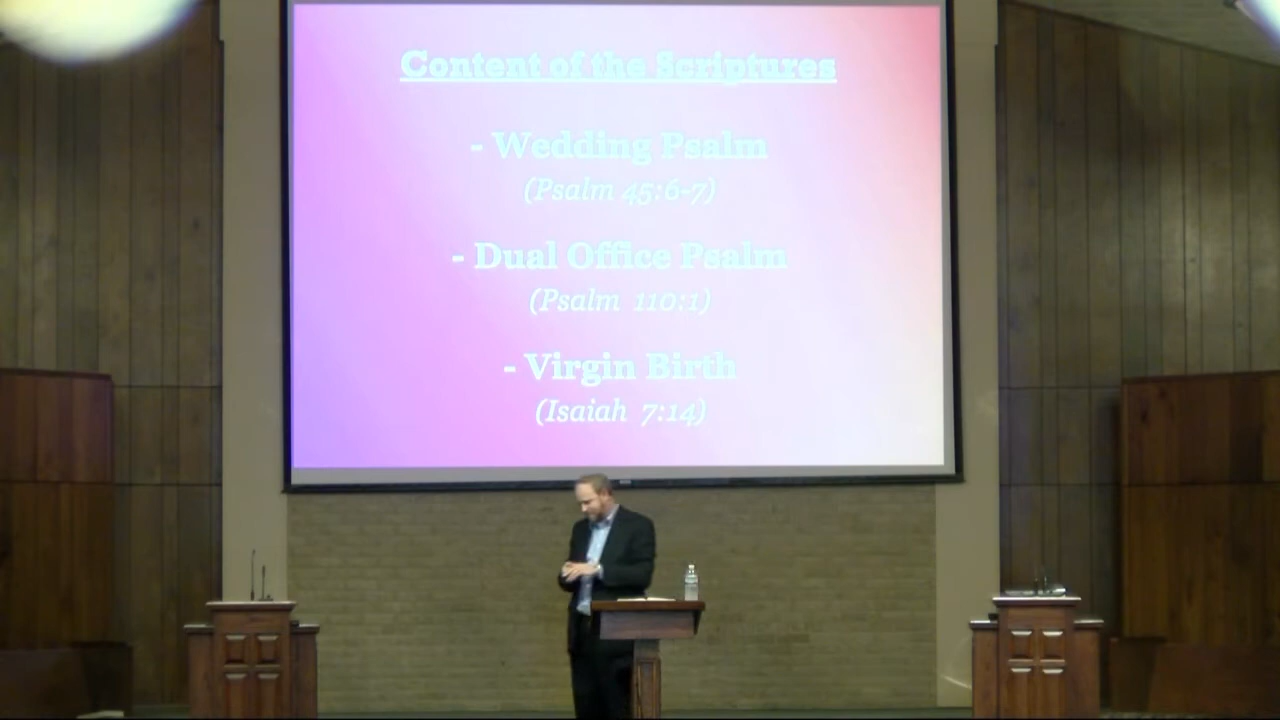 Content of the Scriptures
- Wedding Psalm
(Psalm 45:6-7)
- Dual Office Psalm
(Psalm 110:1)
- Virgin Birth
(Isaiah 7:14)